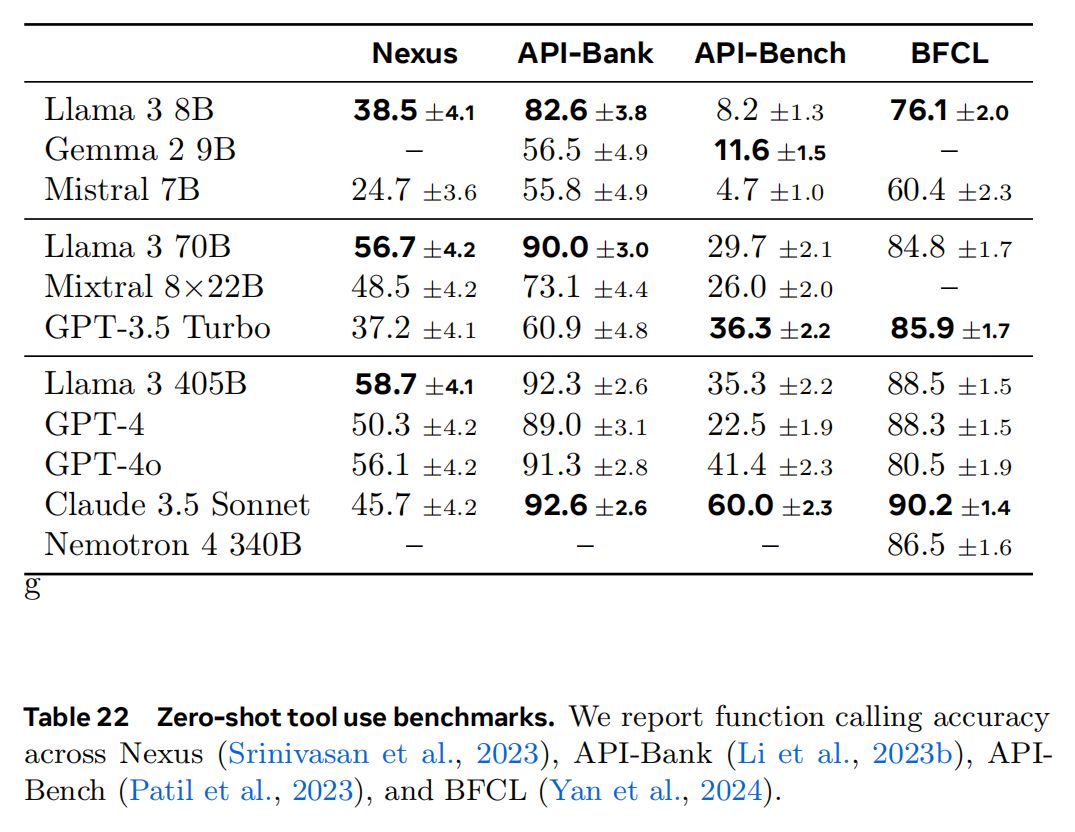 Nexus API-Bank API-Bench BFCL
Llama 3 8B 38.5 ±4.1 82.6 ±3.8 8.2 ±1.3 76.1 ±2.0
Gemma 2 9B – 56.5 ±4.9 11.6 ±1.5 –
Mistral 7B 24.7 ±3.6 55.8 ±4.9 4.7 ±1.0 60.4 ±2.3
Llama 3 70B 56.7 ±4.2 90.0 ±3.0 29.7 ±2.1 84.8 ±1.7
Mixtral 8×22B 48.5 ±4.2 73.1 ±4.4 26.0 ±2.0 –
GPT-3.5 Turbo 37.2 ±4.1 60.9 ±4.8 36.3 ±2.2 85.9 ±1.7
Llama 3 405B 58.7 ±4.1 92.3 ±2.6 35.3 ±2.2 88.5 ±1.5
GPT-4 50.3 ±4.2 89.0 ±3.1 22.5 ±1.9 88.3 ±1.5
GPT-4o 56.1 ±4.2 91.3 ±2.8 41.4 ±2.3 80.5 ±1.9
Claude 3.5 Sonnet 45.7 ±4.2 92.6 ±2.6 60.0 ±2.3 90.2 ±1.4
Nemotron 4 340B – – – 86.5 ±1.6
g
Table 22 Zero-shot tool use benchmarks. We report function calling accuracy
across Nexus (Srinivasan et al., 2023), API-Bank (Li et al., 2023b), API-
Bench (Patil et al., 2023), and BFCL (Yan et al., 2024).